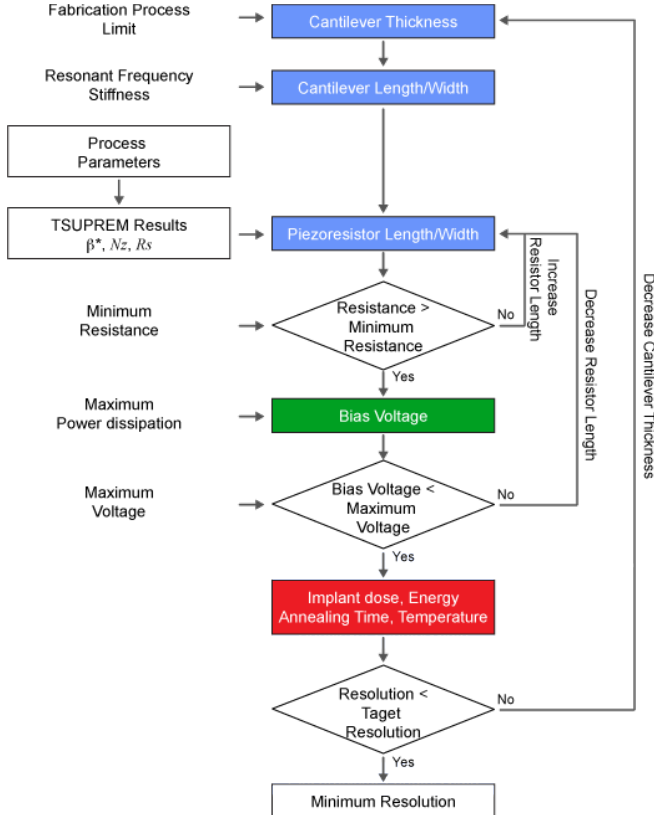 Fabrication Process
Limit
Cantilever Thickness
Resonant Frequency
Stiffness
Cantilever Length/Width
Process
Parameters
TSUPREM Results
β*, Nz, Rs
Piezoresistor Length/Width
Increase
Resistor Length
Decrease Resistor Length
Decrease Cantilever Thickness
Minimum
Resistance
Resistance >
Minimum
Resistance
No
Yes
Maximum
Power dissipation
Bias Voltage
Maximum
Voltage
Bias Voltage <
Maximum
Voltage
No
Yes
Implant dose, Energy
Annealing Time, Temperature
Resolution <
Taget
Resolution
No
Yes
Minimum Resolution